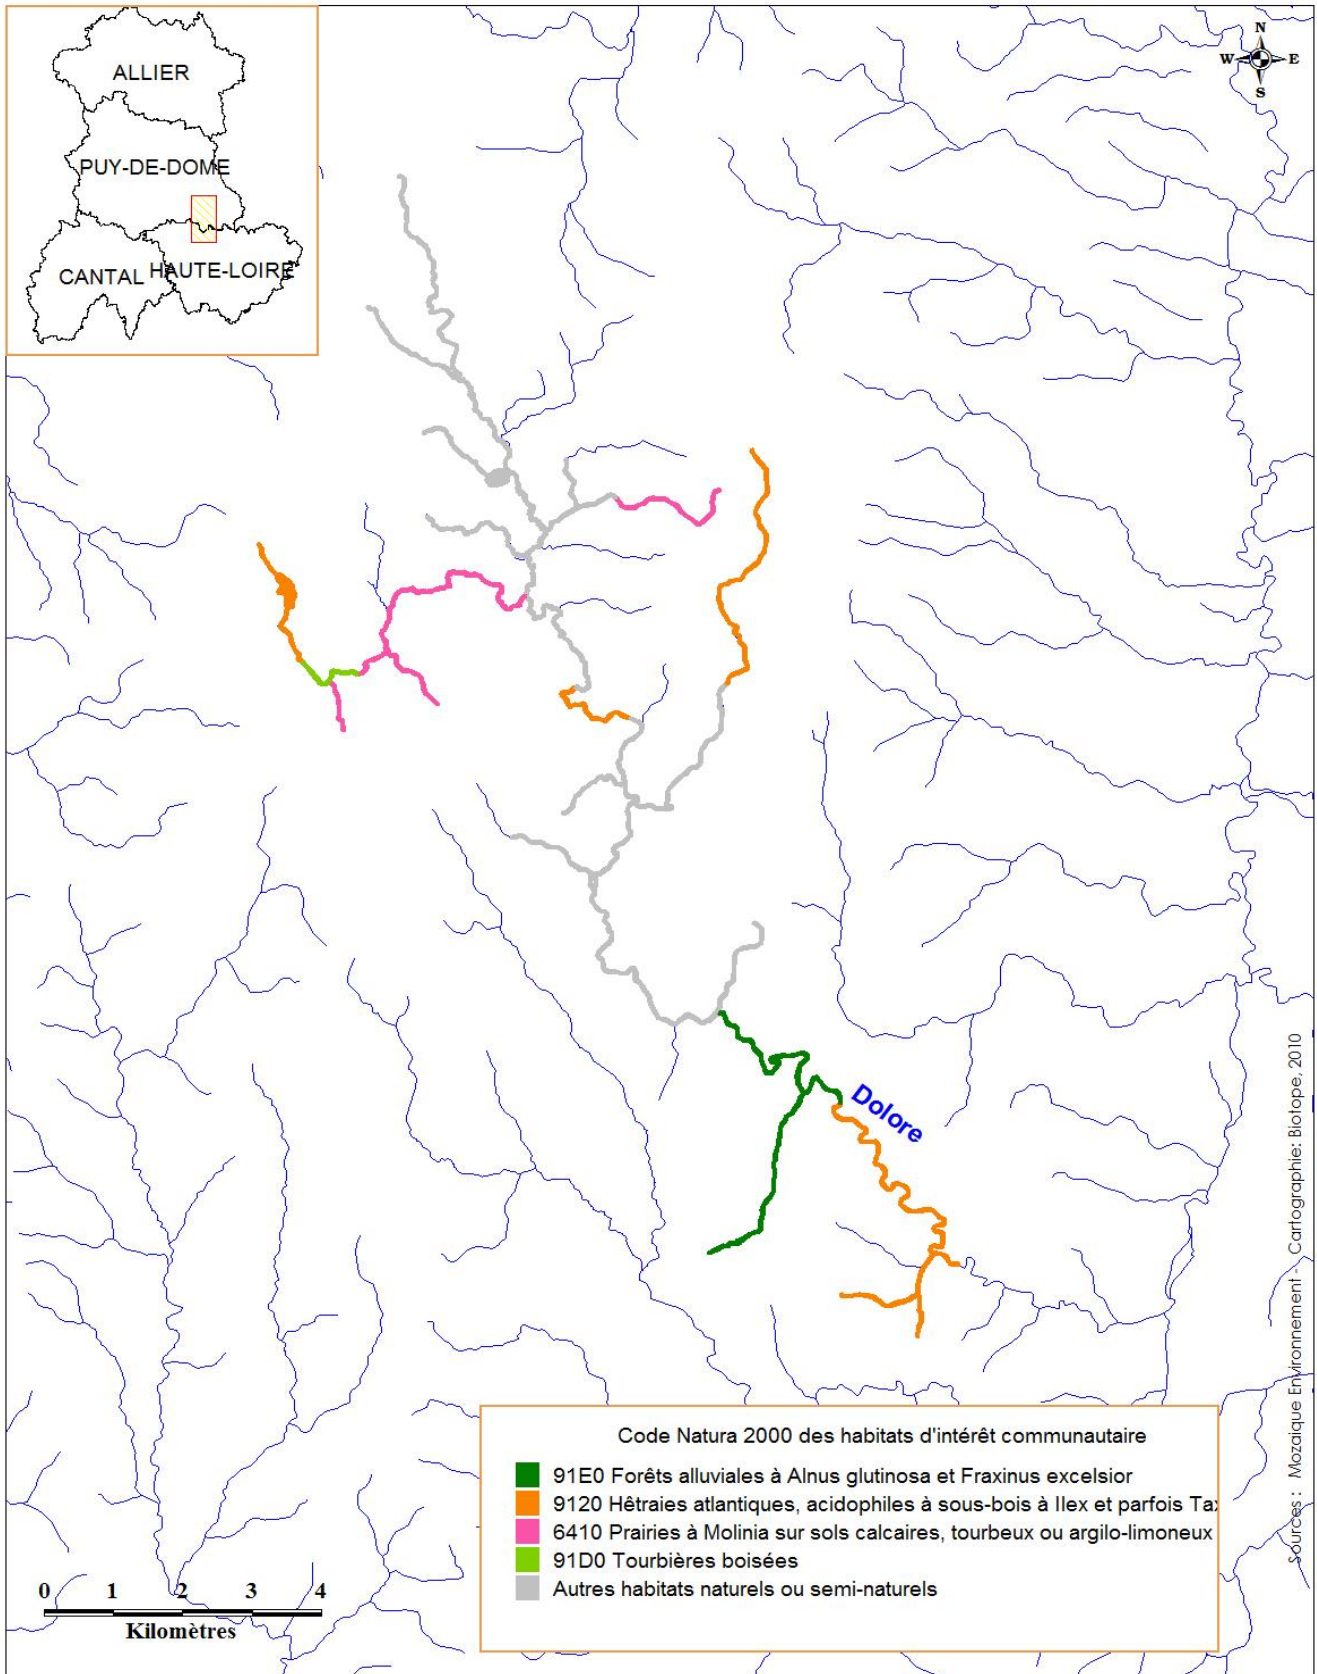 ALLIER
PUY-DE-DOME
CANTAL
HAUTE-LOIRE
N
W
E
S
Dolore
Sources : Mozaique Environnement - Cartographie: Biotope, 2010
Code Natura 2000 des habitats d'intérêt communautaire
91E0 Forêts alluviales à Alnus glutinosa et Fraxinus excelsior
9120 Hêtraies atlantiques, acidophiles à sous-bois à Ilex et parfois Tax
6410 Prairies à Molinia sur sols calcaires, tourbeux ou argilo-limoneux
91D0 Tourbières boisées
Autres habitats naturels ou semi-naturels
0 1 2 3 4
Kilomètres